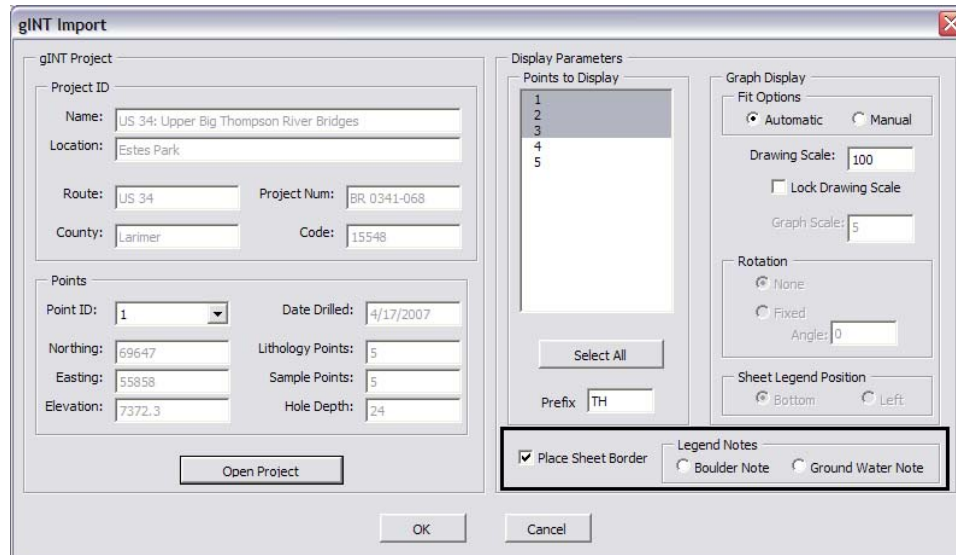 gINT Import
gINT Project
Project ID
Name: US 34: Upper Big Thompson River Bridges
Location: Estes Park
Route: US 34 Project Num: BR 0341-068
County: Larimer Code: 15548
Points
Point ID: 1 Date Drilled: 4/17/2007
Northing: 69647 Lithology Points: 5
Easting: 55858 Sample Points: 5
Elevation: 7372.3 Hole Depth: 24
Open Project
Display Parameters
Points to Display
1
2
3
4
5
Select All
Prefix TH
Graph Display
Fit Options
Automatic Manual
Drawing Scale: 100
Lock Drawing Scale
Graph Scale: 5
Rotation
None
Fixed
Angle: 0
Sheet Legend Position
Bottom Left
Place Sheet Border
Legend Notes
Boulder Note Ground Water Note
OK Cancel